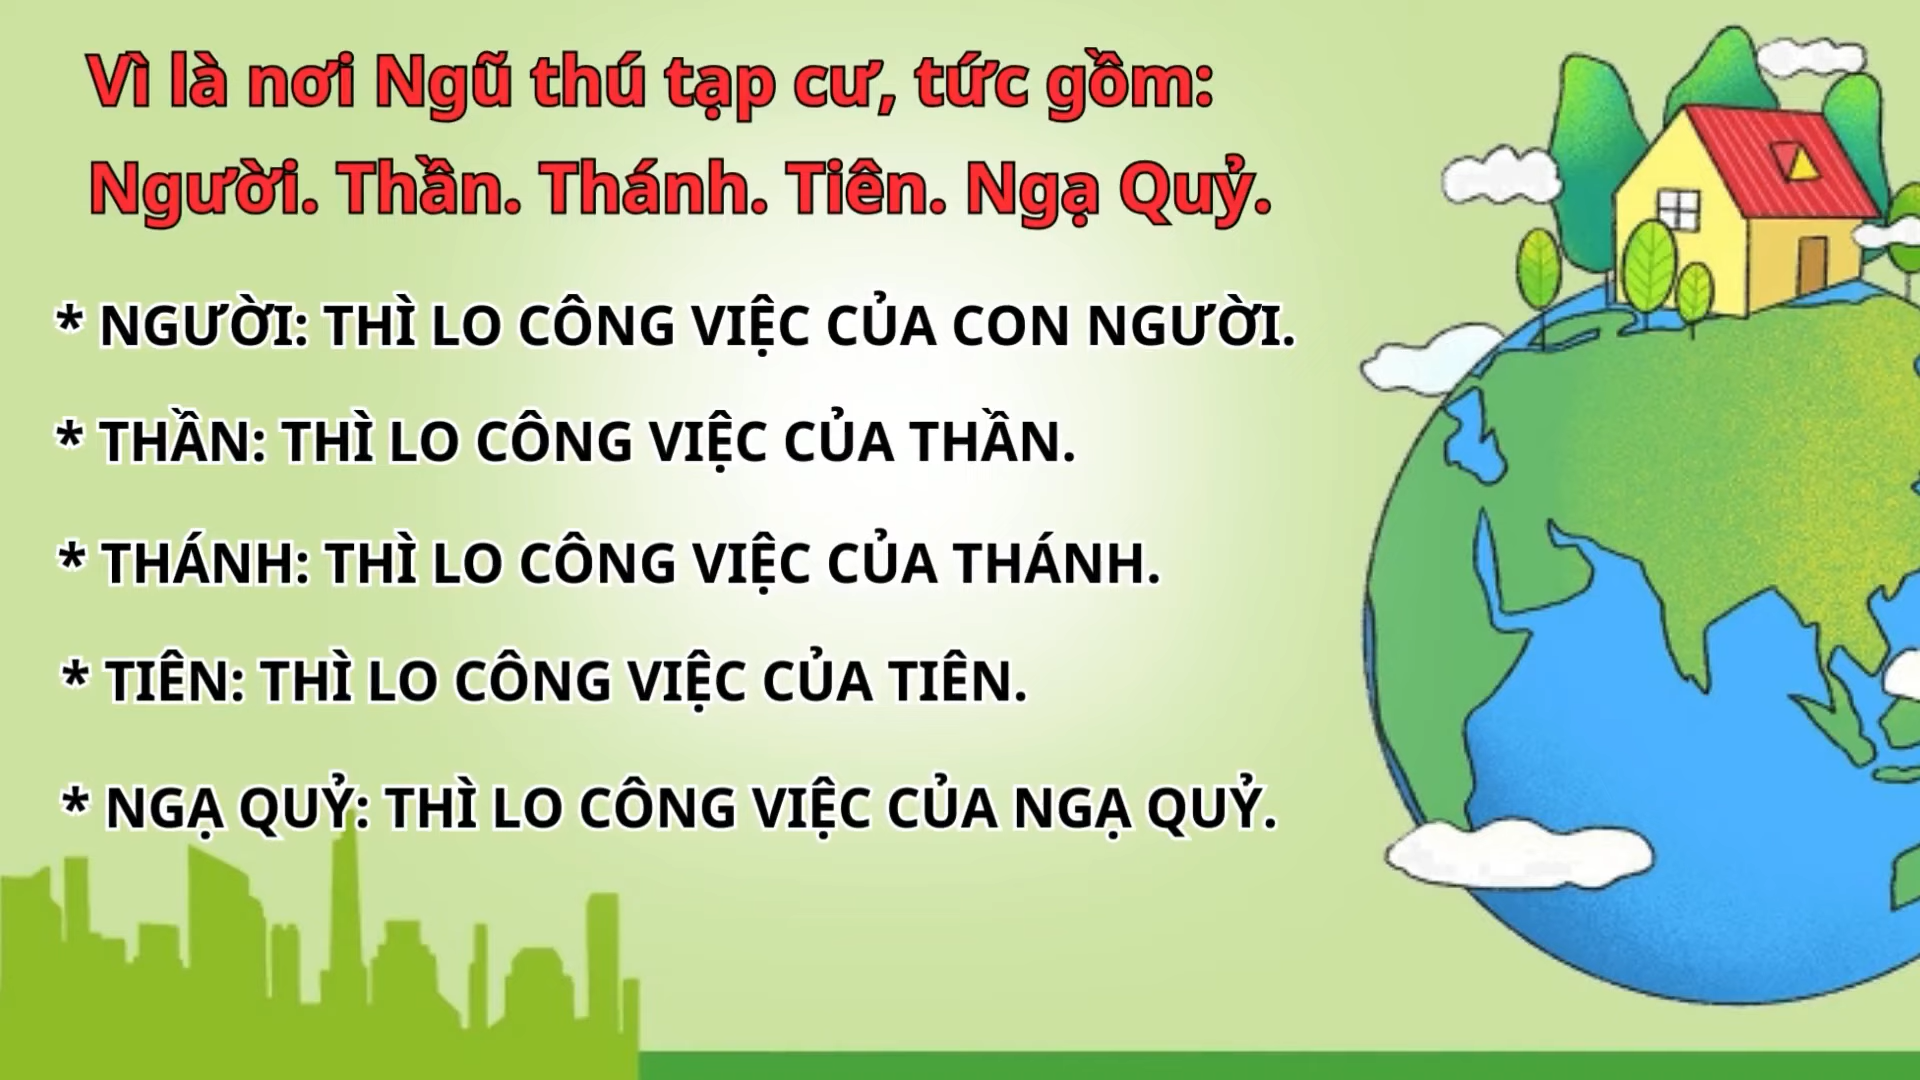 Vì là nơi Ngũ thú tạp cư, tức gồm:
Người. Thần. Thánh. Tiên. Ngạ Quỷ.
* NGƯỜI: THÌ LO CÔNG VIỆC CỦA CON NGƯỜI.
* THẦN: THÌ LO CÔNG VIỆC CỦA THẦN.
* THÁNH: THÌ LO CÔNG VIỆC CỦA THÁNH.
* TIÊN: THÌ LO CÔNG VIỆC CỦA TIÊN.
* NGẠ QUỶ: THÌ LO CÔNG VIỆC CỦA NGẠ QUỶ.